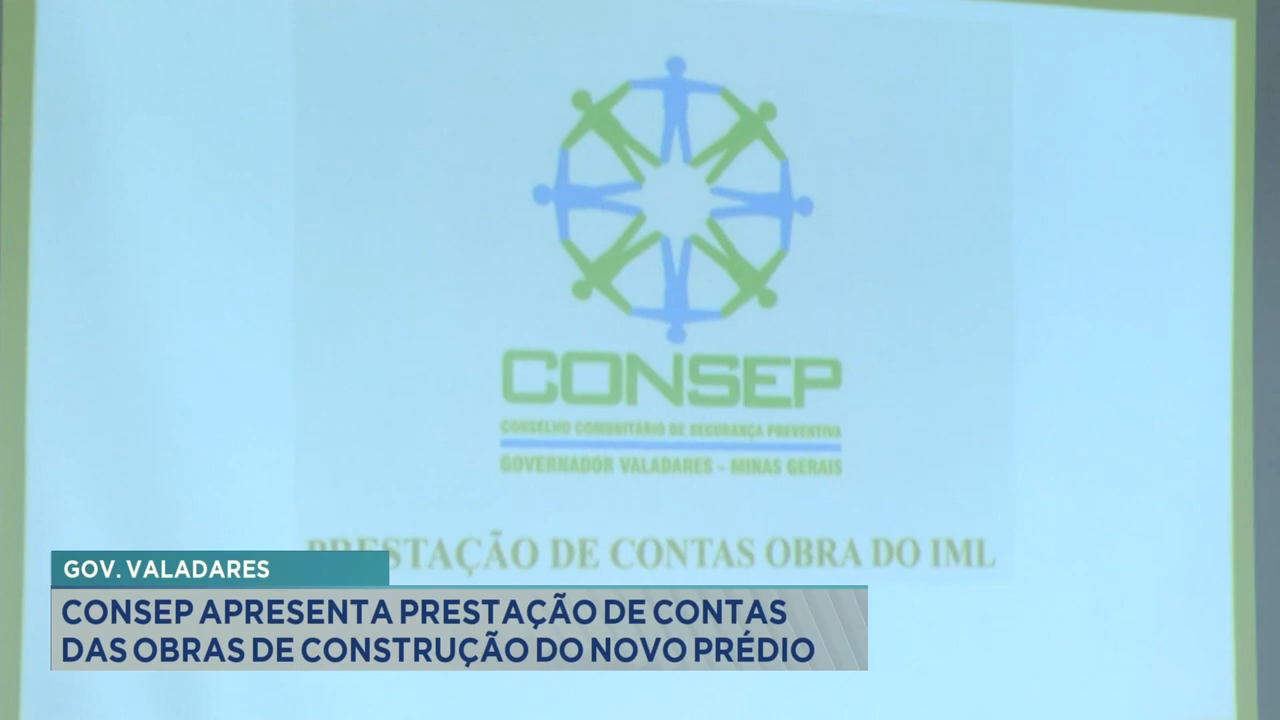 CONSEP
CONSELHO COMUNITÁRIO DE SEGURANÇA PREVENTIVA
GOVERNADOR VALADARES - MINAS GERAIS
PRESTAÇÃO DE CONTAS OBRA DO IML
GOV. VALADARES
CONSEP APRESENTA PRESTAÇÃO DE CONTAS
DAS OBRAS DE CONSTRUÇÃO DO NOVO PRÉDIO